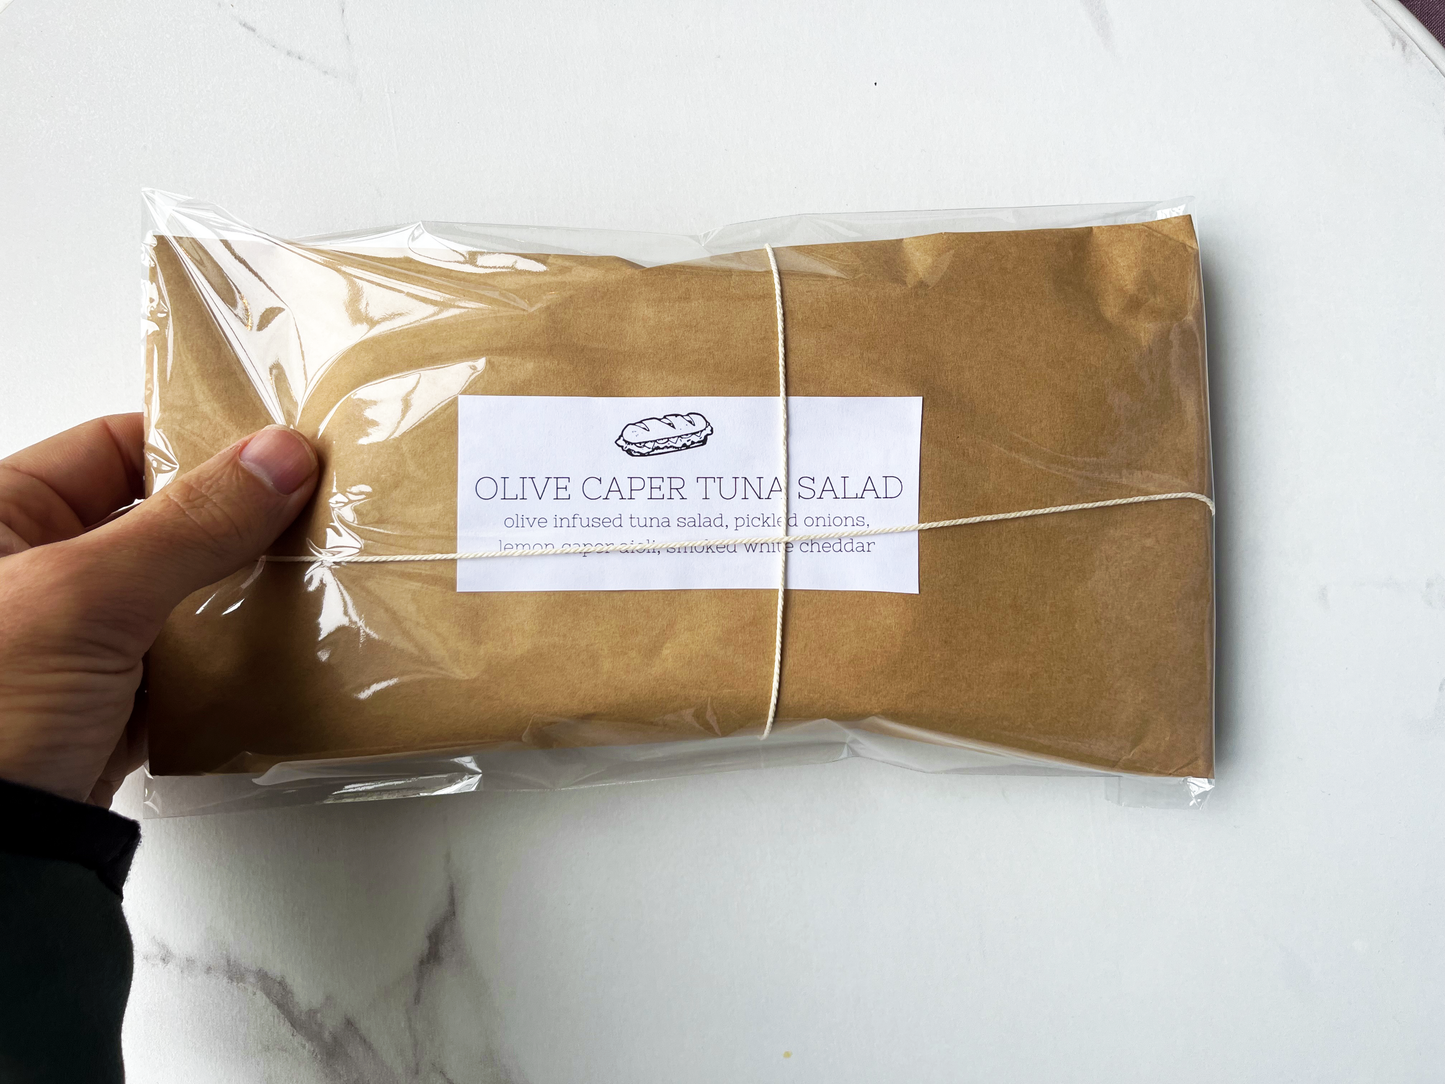 OLIVE CAPER TUNA SALAD
olive infused tuna salad, pickled onions,
lemon caper aioli, smoked white cheddar